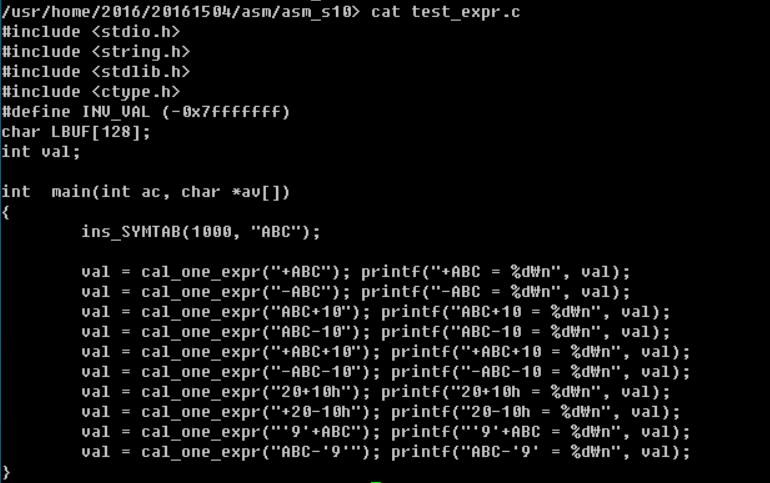 /usr/home/2016/20161504/asm/asm_s10> cat test_expr.c
#include <stdio.h>
#include <string.h>
#include <stdlib.h>
#include <ctype.h>
#define INV_VAL (-0x7fffffff)
char LBUF[128];
int val;
int  main(int ac, char *av[])
{
        ins_SYMTAB(1000, "ABC");
        val = cal_one_expr("+ABC"); printf("+ABC = %d₩n", val);
        val = cal_one_expr("-ABC"); printf("-ABC = %d₩n", val);
        val = cal_one_expr("ABC+10"); printf("ABC+10 = %d₩n", val);
        val = cal_one_expr("ABC-10"); printf("ABC-10 = %d₩n", val);
        val = cal_one_expr("+ABC+10"); printf("+ABC+10 = %d₩n", val);
        val = cal_one_expr("-ABC-10"); printf("-ABC-10 = %d₩n", val);
        val = cal_one_expr("20+10h"); printf("20+10h = %d₩n", val);
        val = cal_one_expr("+20-10h"); printf("20-10h = %d₩n", val);
        val = cal_one_expr("'9'+ABC"); printf("'9'+ABC = %d₩n", val);
        val = cal_one_expr("ABC-'9'"); printf("ABC-'9' = %d₩n", val);
}